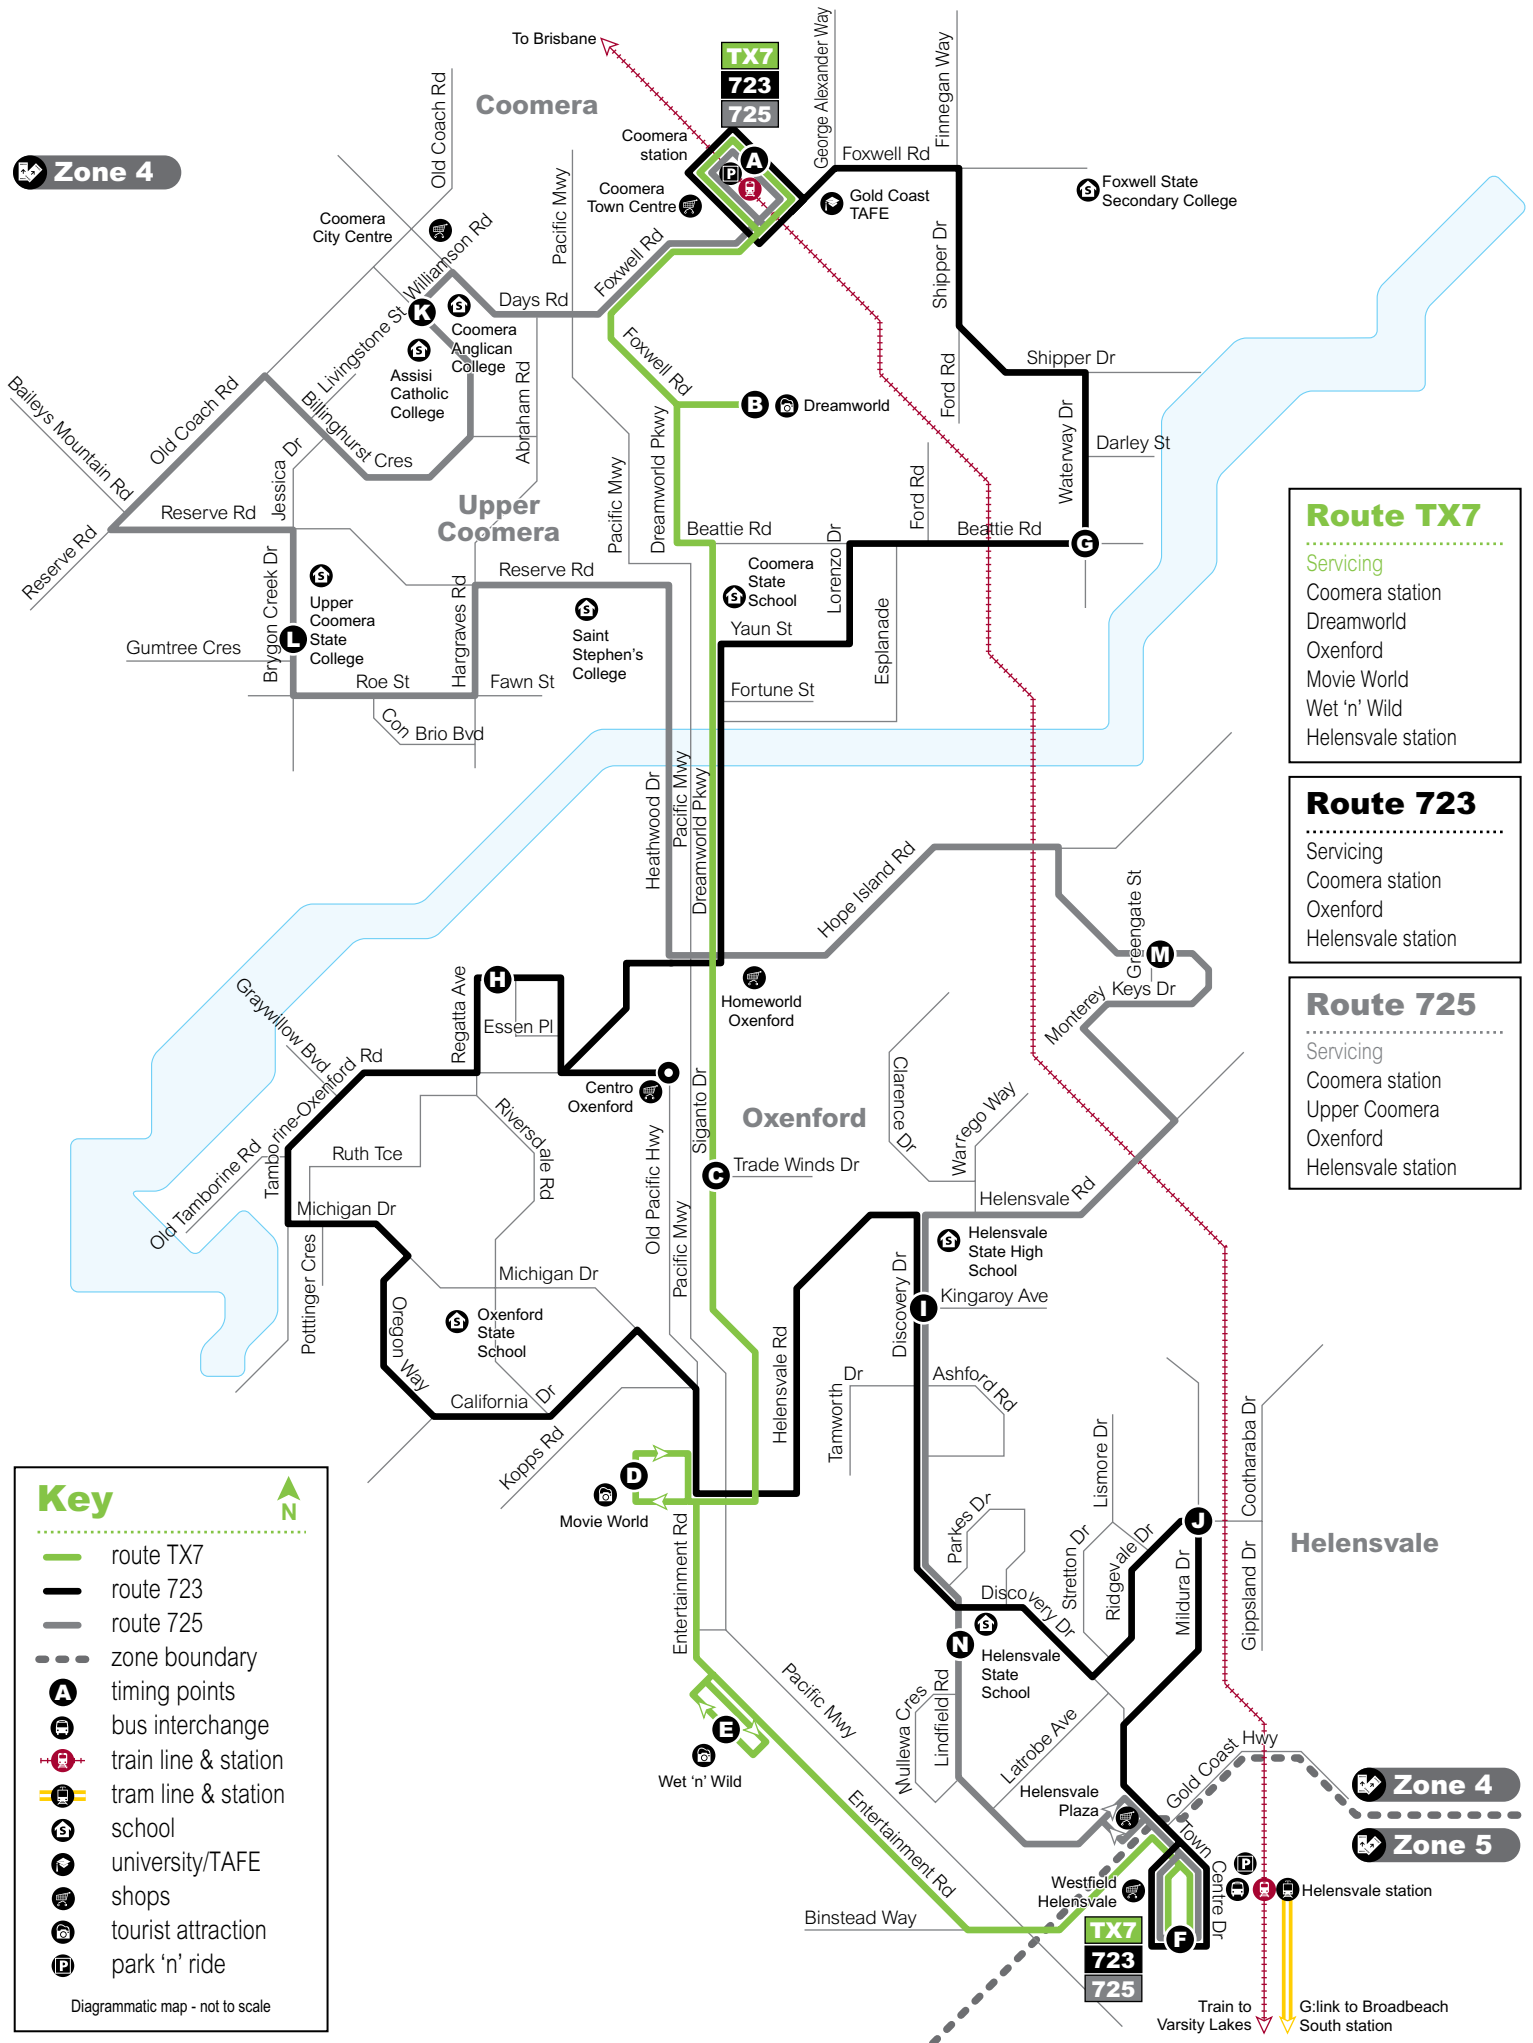 To Brisbane
TX7
723
725
George Alexander Way
Finnegan Way
Old Coach Rd
Coomera
Coomera
station
A
Foxwell Rd
Zone 4
Pacific Mwy
Coomera
Town Centre
Gold Coast
TAFE
Foxwell State
Secondary College
Coomera
City Centre
Williamson Rd
Foxwell Rd
Shipper Dr
Days Rd
K
Coomera
Anglican
College
Livingstone St
Assisi
Catholic
College
Foxwell Rd
Shipper Dr
Ford Rd
Abraham Rd
Baileys Mountain Rd
Old Coach Rd
Billinghurst Cres
B
Dreamworld
Dreamworld Pkwy
Waterway Dr
Darley St
Jessica Dr
Pacific Mwy
Ford Rd
Upper
Coomera
Reserve Rd
Beattie Rd
Beattie Rd
G
Lorenzo Dr
Reserve Rd
Brygon Creek Dr
Hargraves Rd
Reserve Rd
Coomera
State
School
Upper
Coomera
State
College
Saint
Stephen's
College
Yaun St
Esplanade
L
Gumtree Cres
Roe St
Fawn St
Fortune St
Con Brio Bvd
Heathwood Dr
Pacific Mwy
Dreamworld Pkwy
Hope Island Rd
Greengate St
M
Homeworld
Oxenford
Monterey Keys Dr
Graywillow Bvd
Regatta Ave
H
Essen Pl
Tamborine-Oxenford Rd
Centro
Oxenford
Siganto Dr
Oxenford
Clarence Dr
Warrego Way
Riversdale Rd
Old Tamborine Rd
Ruth Tce
Old Pacific Hwy
C
Trade Winds Dr
Helensvale Rd
Michigan Dr
Pacific Mwy
Helensvale
State High
School
Potttinger Cres
Michigan Dr
Discovery Dr
I
Kingaroy Ave
Oregon Way
Oxenford
State
School
Helensvale Rd
California Dr
Kopps Rd
Tamworth Dr
Ashford Rd
D
Movie World
Lismore Dr
Cootharaba Dr
Parkes Dr
Stretton Dr
Ridgevale Dr
J
Helensvale
Entertainment Rd
Discovery Dr
Mildura Dr
Gippsland Dr
N
Helensvale
State
School
E
Wet 'n' Wild
Pacific Mwy
Mullewa Cres
Lindfield Rd
Latrobe Ave
Helensvale
Plaza
Gold Coast Hwy
Zone 4
Zone 5
Entertainment Rd
Town Centre Dr
Westfield
Helensvale
Helensvale station
Binstead Way
F
TX7
723
725
Train to
Varsity Lakes
G:link to Broadbeach
South station
Route TX7
Servicing
Coomera station
Dreamworld
Oxenford
Movie World
Wet 'n' Wild
Helensvale station
Route 723
Servicing
Coomera station
Oxenford
Helensvale station
Route 725
Servicing
Coomera station
Upper Coomera
Oxenford
Helensvale station
Key
N
route TX7
route 723
route 725
zone boundary
A timing points
bus interchange
train line & station
tram line & station
school
university/TAFE
shops
tourist attraction
P park 'n' ride
Diagrammatic map - not to scale